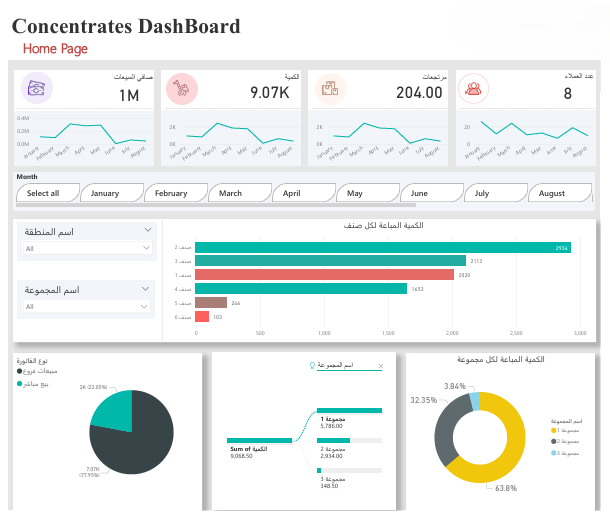 Concentrates DashBoard
Home Page
صافي المبيعات
1M
0.4M
0.2M
0.0M
January
February
March
April
May
June
July
August
الكمية
9.07K
2K
0K
January
February
March
April
May
June
July
August
مرتجعات
204.00
2K
0K
January
February
March
April
May
June
July
August
عدد العملاء
8
20
0
January
February
March
April
May
June
July
August
Month
Select all
January
February
March
April
May
June
July
August
اسم المنطقة
All
اسم المجموعة
All
الكمية المباعة لكل صنف
صنف 2
2934
صنف 3
2113
صنف 1
2020
صنف 4
1653
صنف 5
246
صنف 6
103
0
500
1,000
1,500
2,000
2,500
3,000
نوع الفاتورة
مبيعات فروع
بيع مباشر
2K (22.05%)
7.07K
(77.95%)
اسم المجموعة
×
Sum of الكمية
9,068.50
مجموعة 1
5,786.00
مجموعة 2
2,934.00
مجموعة 3
348.50
الكمية المباعة لكل مجموعة
3.84%
32.35%
63.8%
اسم المجموعة
مجموعة 1
مجموعة 2
مجموعة 3